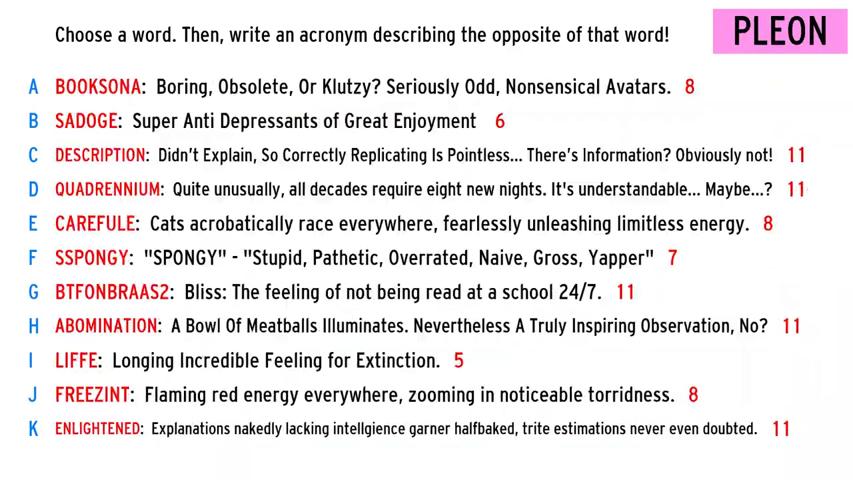 Choose a word. Then, write an acronym describing the opposite of that word!
PLEON
A BOOKSONA: Boring, Obsolete, Or Klutzy? Seriously Odd, Nonsensical Avatars. 8
B SADOGE: Super Anti Depressants of Great Enjoyment 6
C DESCRIPTION: Didn't Explain, So Correctly Replicating Is Pointless... There's Information? Obviously not! 11
D QUADRENNIUM: Quite unusually, all decades require eight new nights. It's understandable... Maybe...? 11
E CAREFULE: Cats acrobatically race everywhere, fearlessly unleashing limitless energy. 8
F SSPONGY: "SPONGY" - "Stupid, Pathetic, Overrated, Naive, Gross, Yapper" 7
G BTFONBRAAS2: Bliss: The feeling of not being read at a school 24/7. 11
H ABOMINATION: A Bowl Of Meatballs Illuminates. Nevertheless A Truly Inspiring Observation, No? 11
I LIFFE: Longing Incredible Feeling for Extinction. 5
J FREEZINT: Flaming red energy everywhere, zooming in noticeable torridness. 8
K ENLIGHTENED: Explanations nakedly lacking intellgience garner halfbaked, trite estimations never even doubted. 11